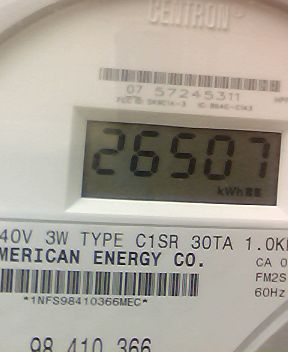 CENTRON®
07 57245311
26507
kWh
40V 3W TYPE C1SR 30TA 1.0K
MERICAN ENERGY CO.
CA 0
FM2S
60Hz
*1NFS98410366MEC*
98 410 366